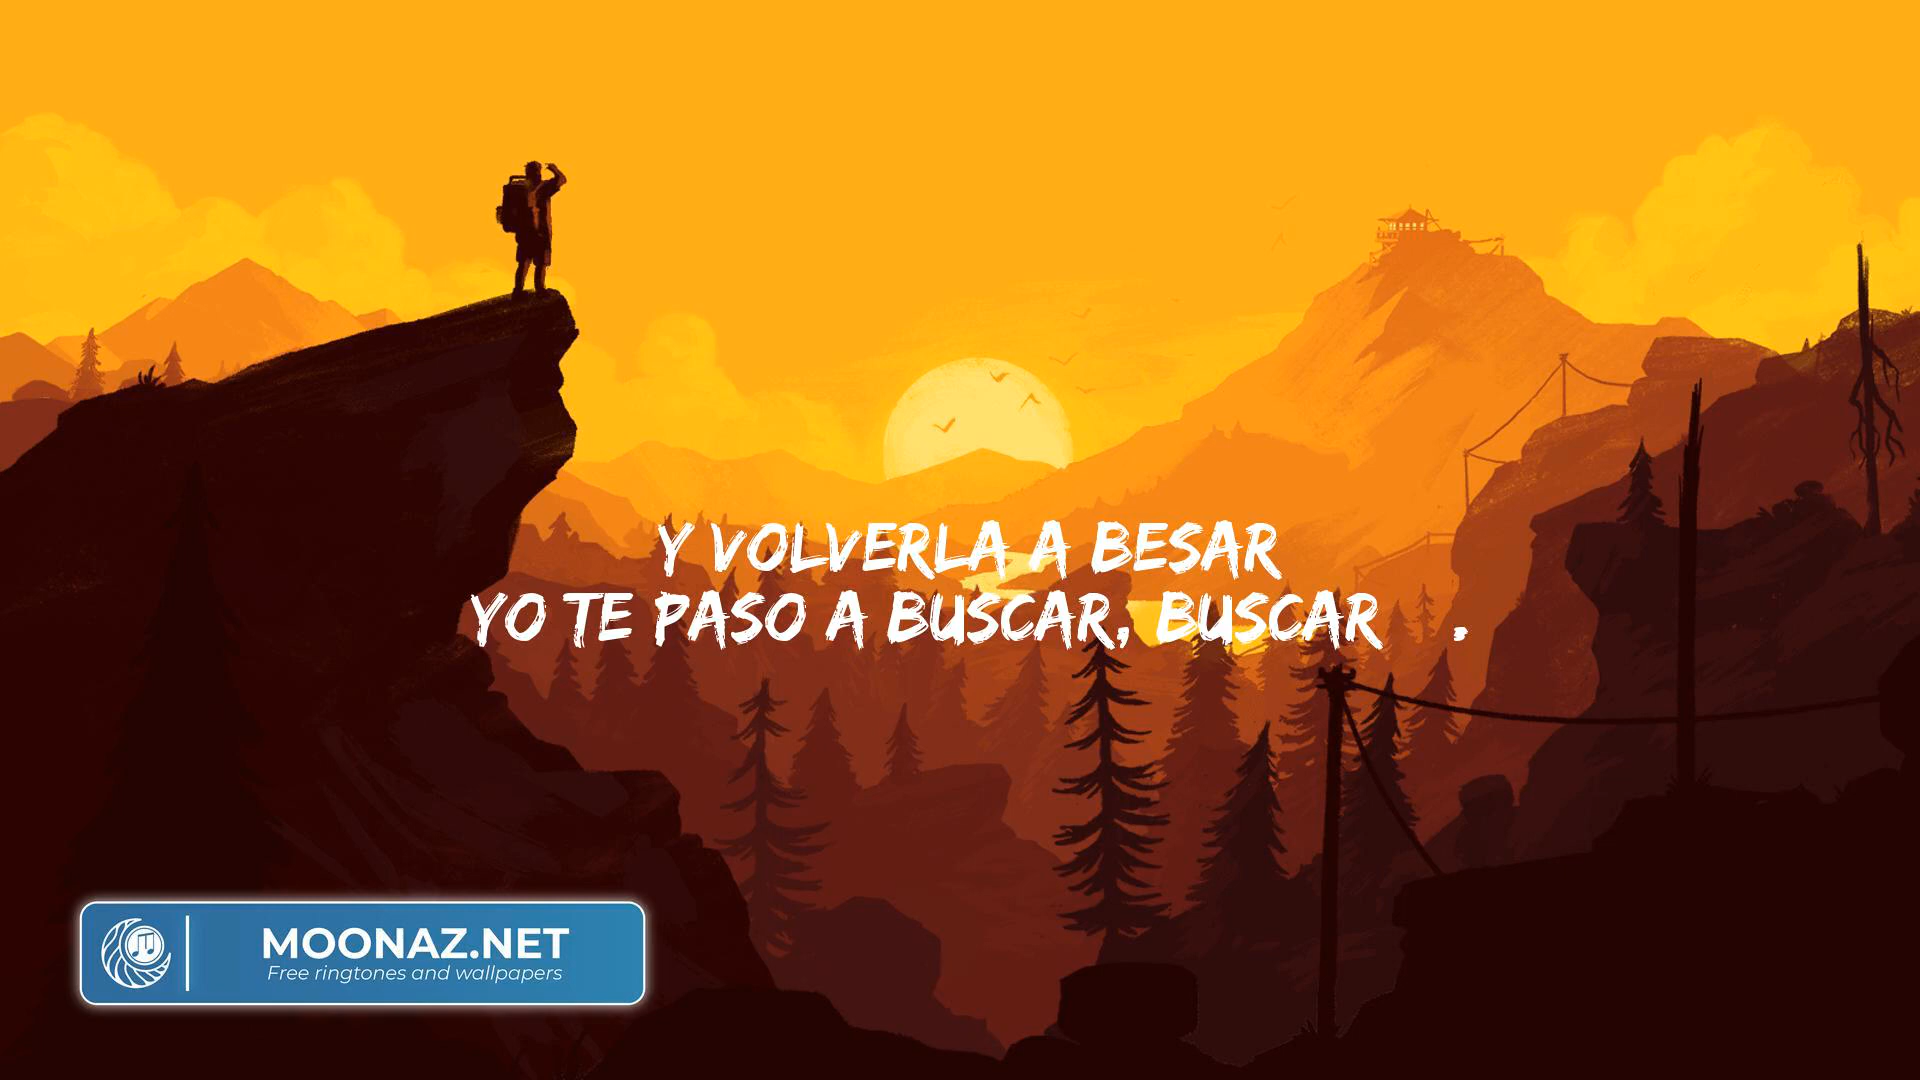 Y VOLVERLA A BESAR
YO TE PASO A BUSCAR, BUSCAR .
MOONAZ.NET
Free ringtones and wallpapers